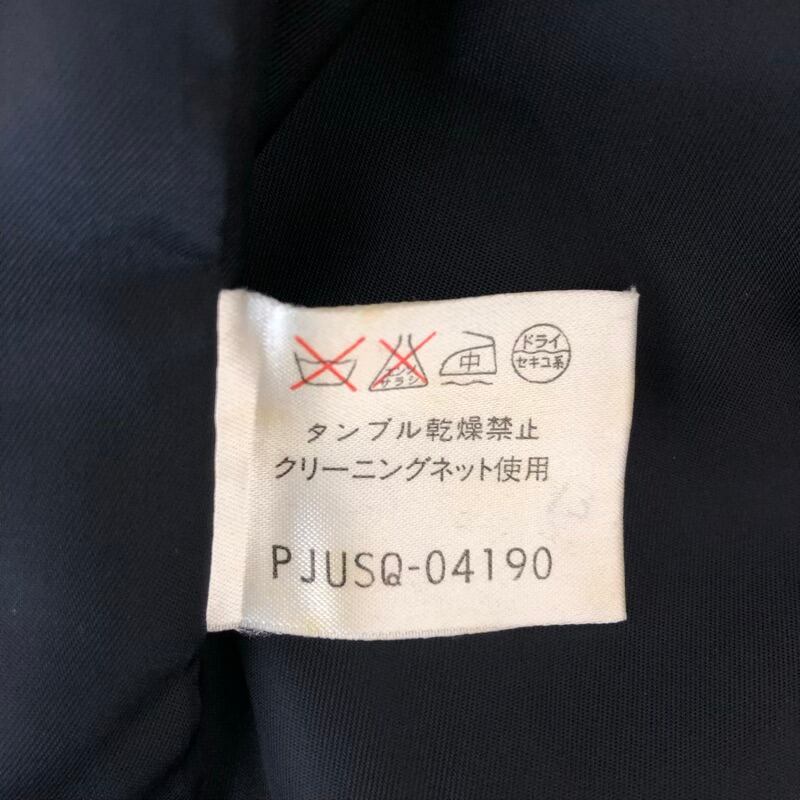 エンソ サラシ 中 ドライ セキユ系
タンブル乾燥禁止
クリーニングネット使用
PJUSQ-04190